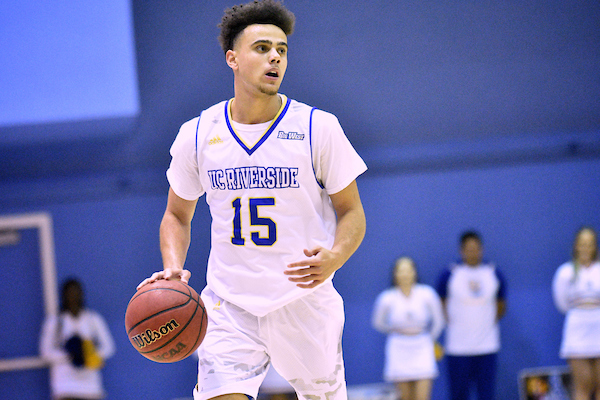 Big West
UC RIVERSIDE
15
Wilson
NCAA